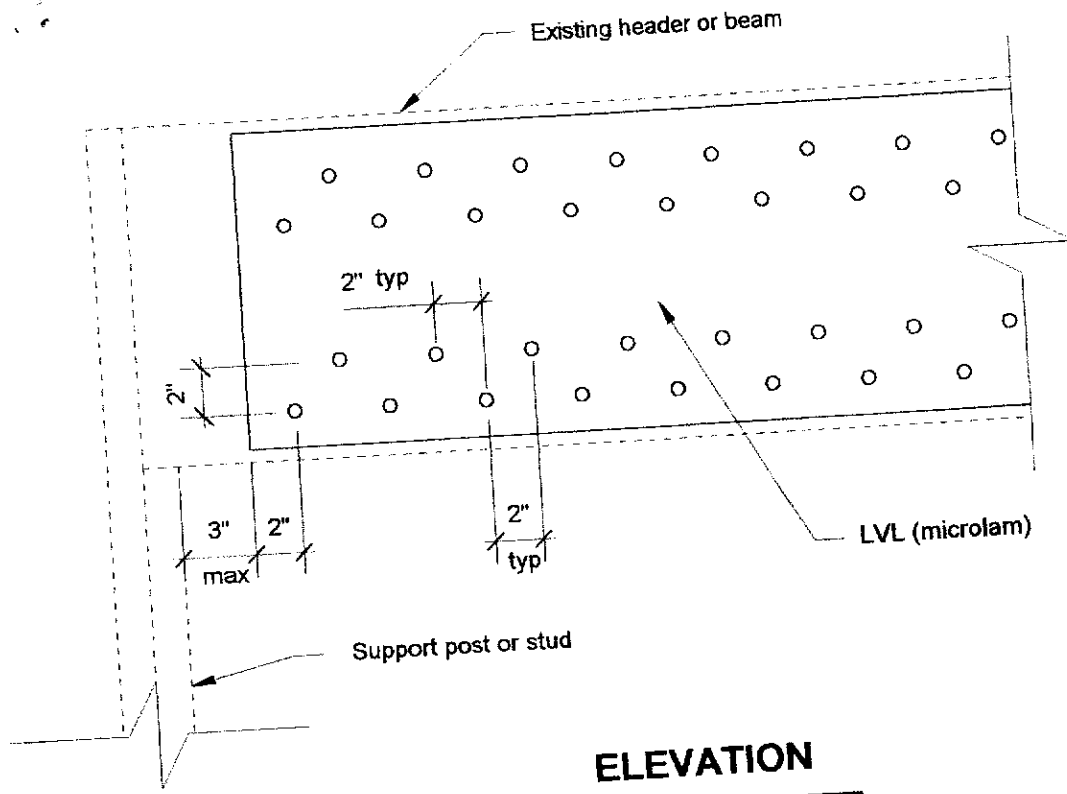 Existing header or beam
2" typ
2"
3"
max
2"
2"
typ
LVL (microlam)
Support post or stud
ELEVATION